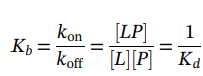 K_b = k_on / k_off = [LP] / [L][P] = 1 / K_d